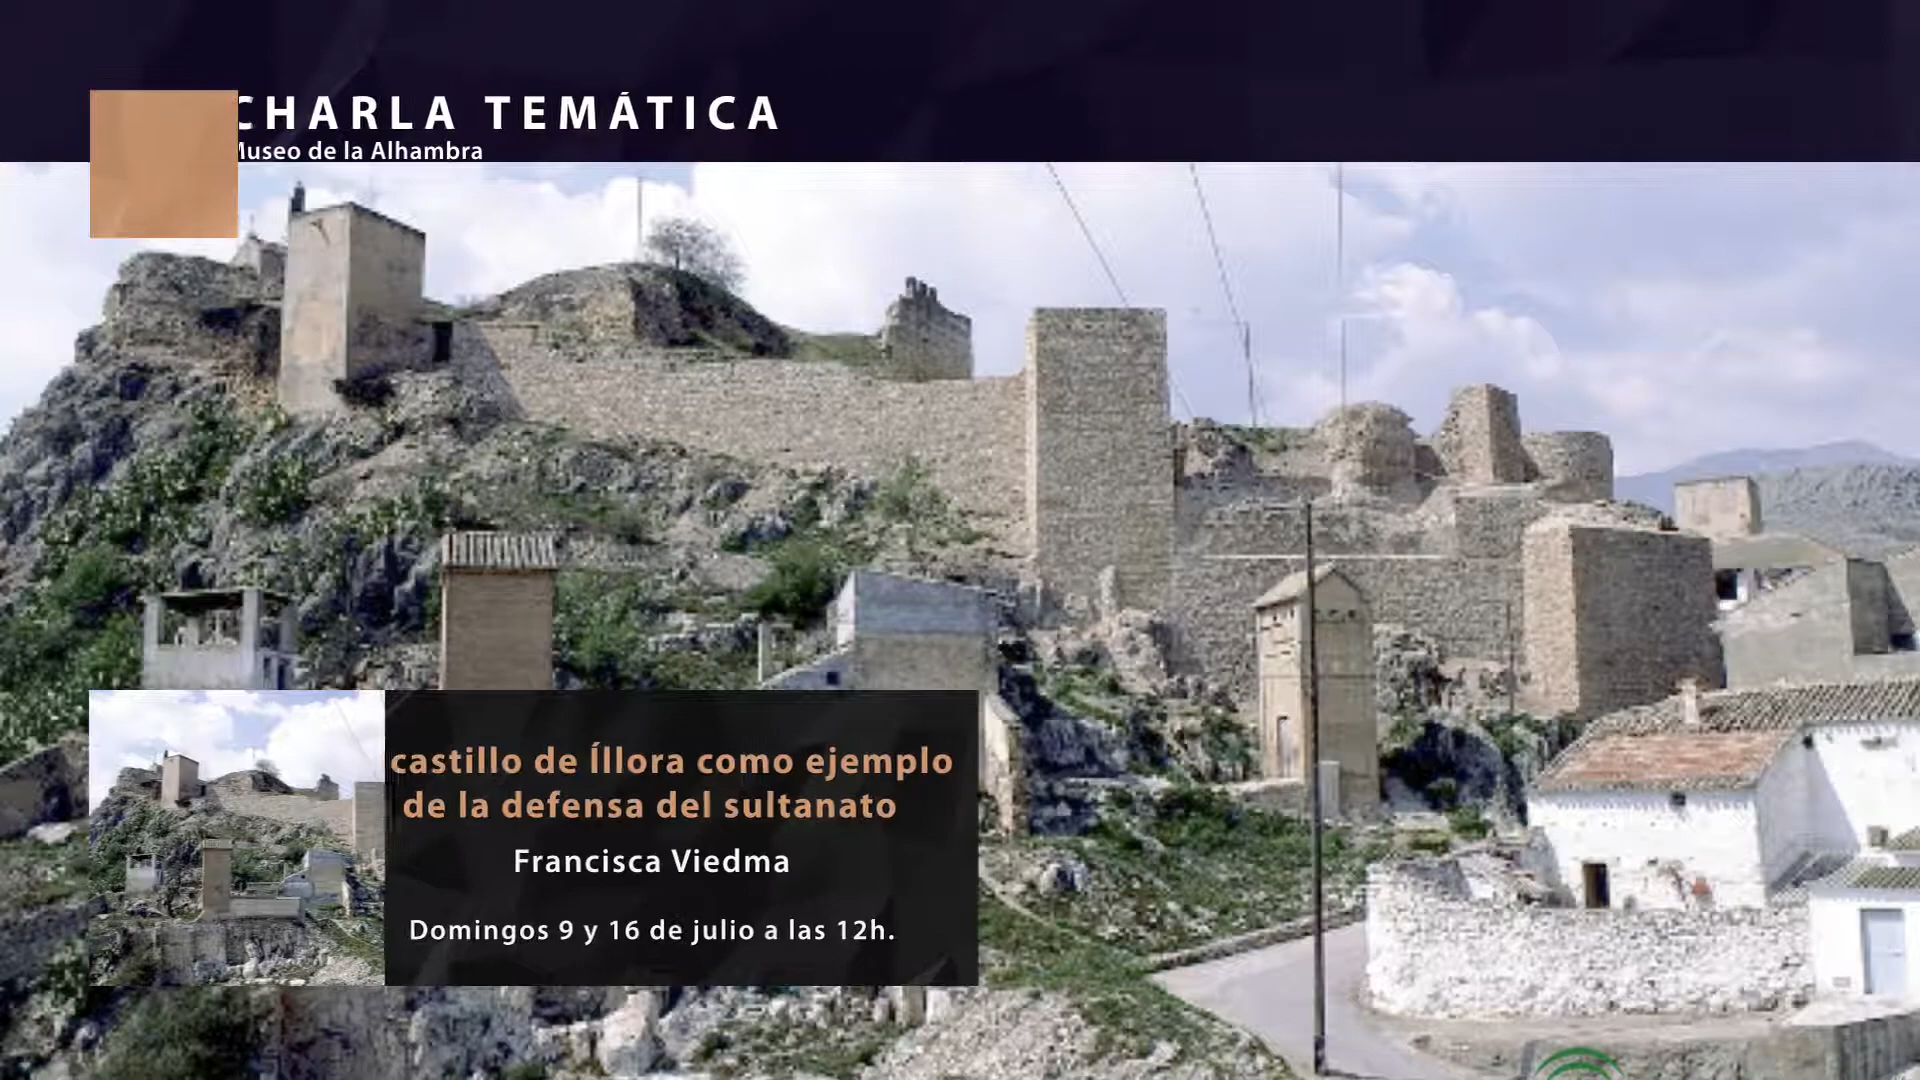 CHARLA TEMÁTICA
Museo de la Alhambra
castillo de Íllora como ejemplo
de la defensa del sultanato
Francisca Viedma
Domingos 9 y 16 de julio a las 12h.